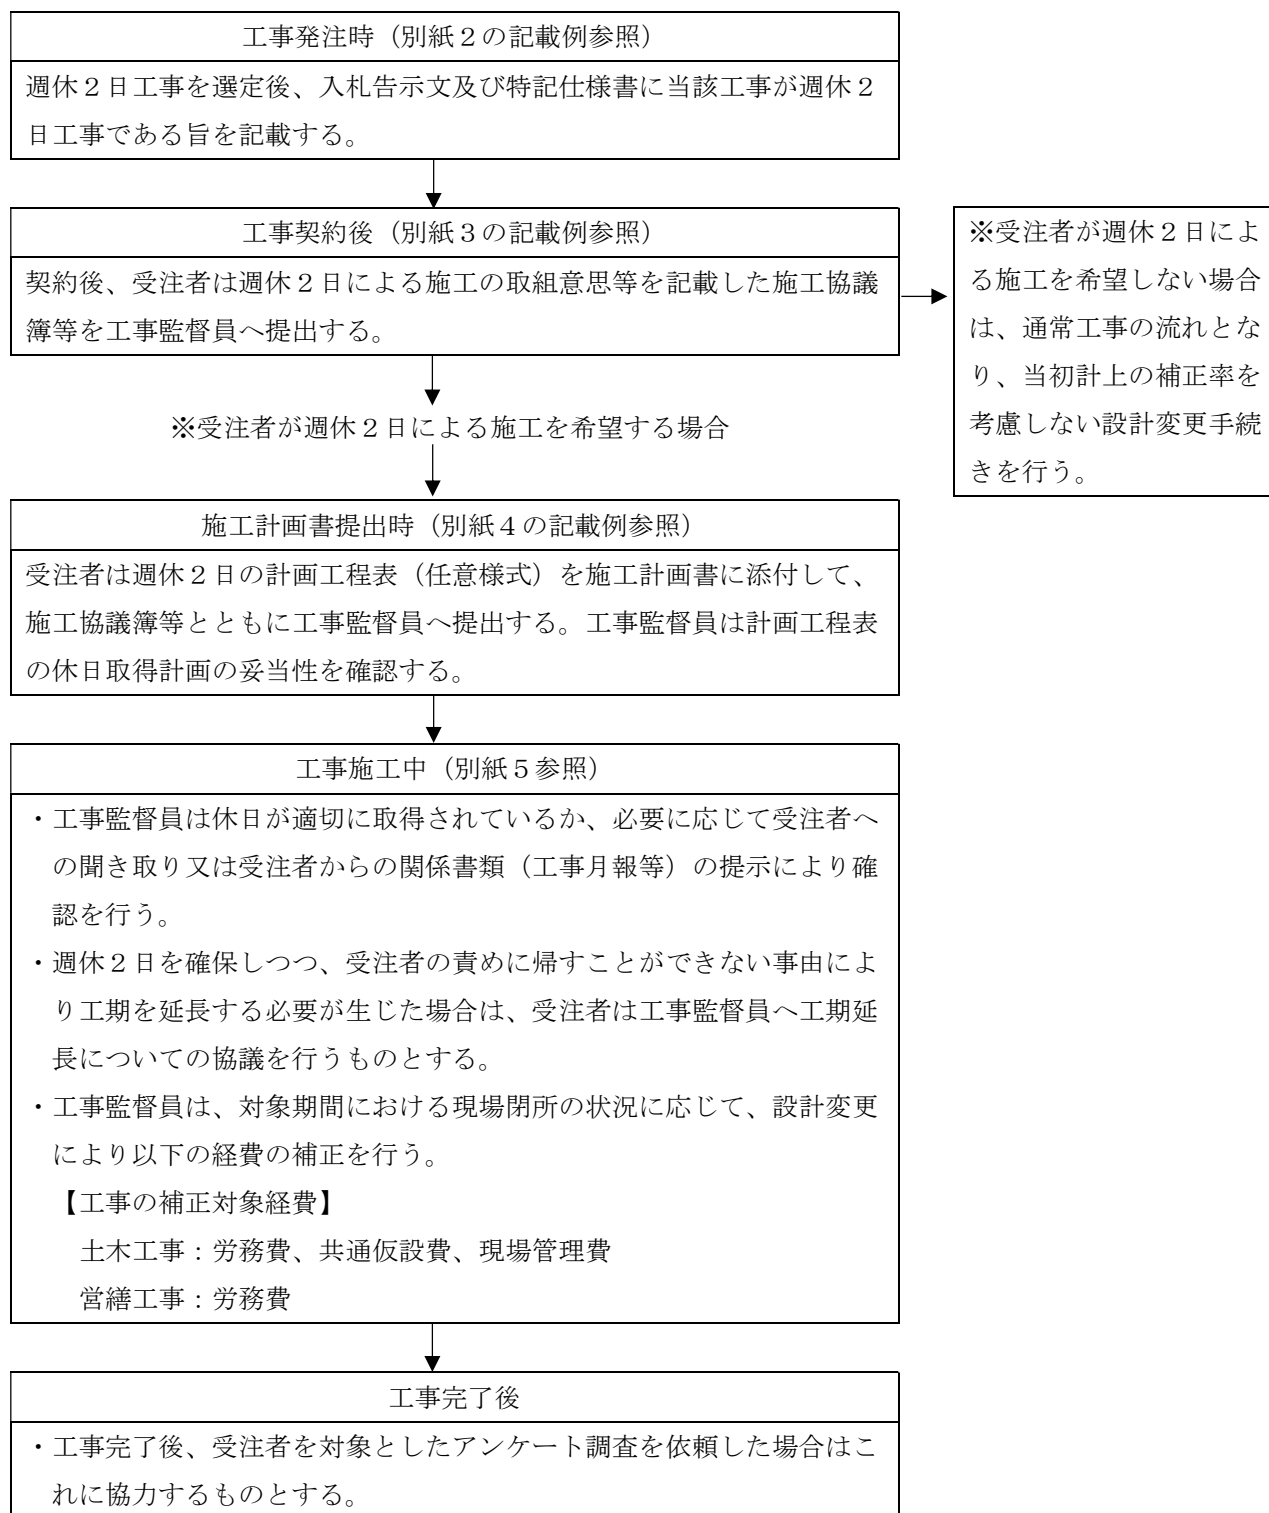 工事発注時（別紙２の記載例参照）
週休２日工事を選定後、入札告示文及び特記仕様書に当該工事が週休２
日工事である旨を記載する。
工事契約後（別紙３の記載例参照）
契約後、受注者は週休２日による施工の取組意思等を記載した施工協議
簿等を工事監督員へ提出する。
※受注者が週休２日によ
る施工を希望しない場合
は、通常工事の流れとな
り、当初計上の補正率を
考慮しない設計変更手続
きを行う。
※受注者が週休２日による施工を希望する場合
施工計画書提出時（別紙４の記載例参照）
受注者は週休２日の計画工程表（任意様式）を施工計画書に添付して、
施工協議簿等とともに工事監督員へ提出する。工事監督員は計画工程表
の休日取得計画の妥当性を確認する。
工事施工中（別紙５参照）
・工事監督員は休日が適切に取得されているか、必要に応じて受注者へ
の聞き取り又は受注者からの関係書類（工事月報等）の提示により確
認を行う。
・週休２日を確保しつつ、受注者の責めに帰すことができない事由によ
り工期を延長する必要が生じた場合は、受注者は工事監督員へ工期延
長についての協議を行うものとする。
・工事監督員は、対象期間における現場閉所の状況に応じて、設計変更
により以下の経費の補正を行う。
【工事の補正対象経費】
土木工事：労務費、共通仮設費、現場管理費
営繕工事：労務費
工事完了後
・工事完了後、受注者を対象としたアンケート調査を依頼した場合はこ
れに協力するものとする。